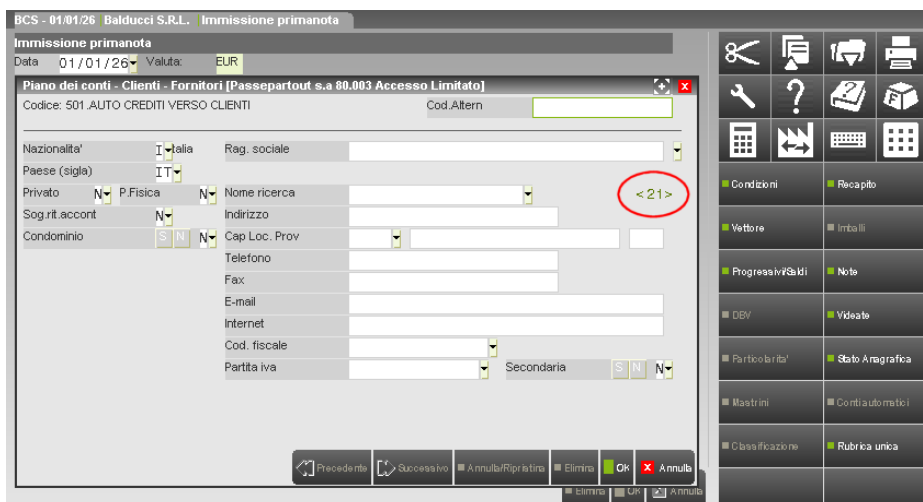 BCS - 01/01/26 Balducci S.R.L. Immissione primanota
Immissione primanota
Data 01/01/26 Valuta: EUR
Piano dei conti - Clienti - Fornitori [Passepartout s.a 80.003 Accesso Limitato]
Codice: 501.AUTO CREDITI VERSO CLIENTI Cod.Altern
Nazionalita' I talia Rag. sociale
Paese (sigla) IT
Privato N P.Fisica N Nome ricerca <21>
Sog.rit.accont N Indirizzo
Condominio S N N Cap Loc. Prov
Telefono
Fax
E-mail
Internet
Cod. fiscale
Partita iva Secondaria S N N
Precedente Successivo Annulla/Ripristina Elimina OK Annulla
Elimina OK Annulla
Condizioni Recapito
Vettore Imballi
Progressivi/Saldi Note
DBV Videate
Particolarita' Stato Anagrafica
Mastrini Conti automatici
Classificazione Rubrica unica